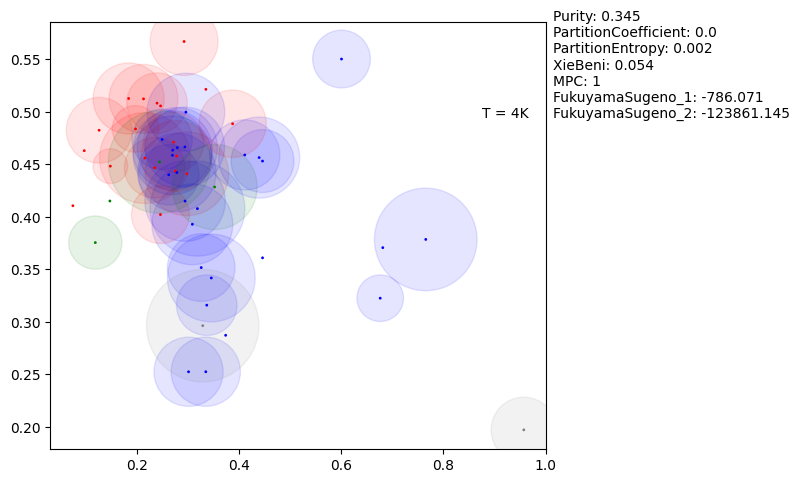 Purity: 0.345
PartitionCoefficient: 0.0
PartitionEntropy: 0.002
XieBeni: 0.054
MPC: 1
FukuyamaSugeno_1: -786.071
FukuyamaSugeno_2: -123861.145
T = 4K
0.55
0.50
0.45
0.40
0.35
0.30
0.25
0.20
0.2 0.4 0.6 0.8 1.0